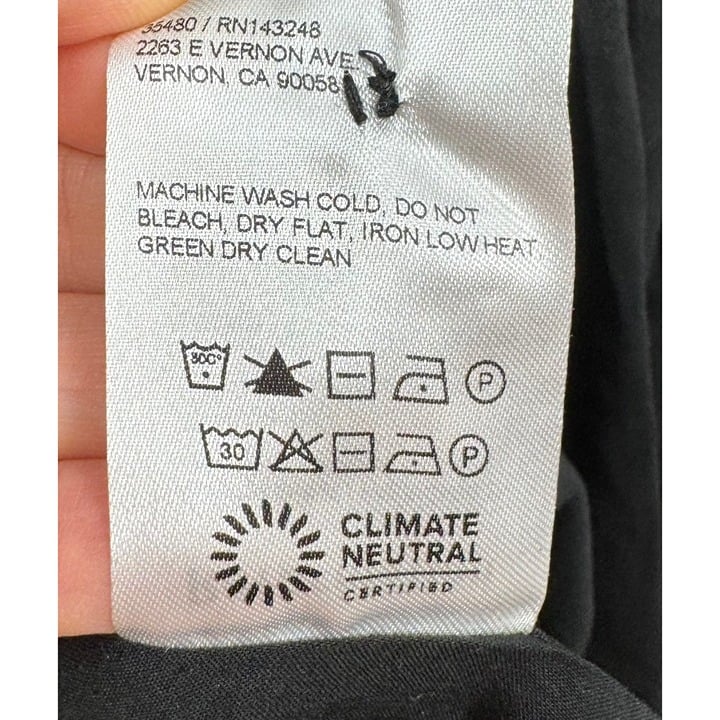 35480 / RN143248
2263 E VERNON AVE
VERNON, CA 90058
MACHINE WASH COLD, DO NOT
BLEACH, DRY FLAT, IRON LOW HEAT
GREEN DRY CLEAN
30C° P
30 P
CLIMATE
NEUTRAL
CERTIFIED